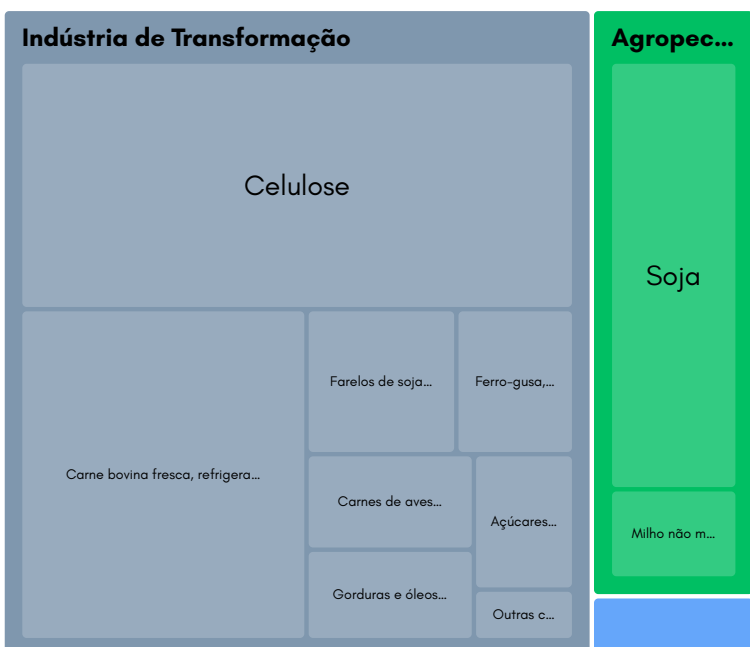 Indústria de Transformação
Celulose
Carne bovina fresca, refrigera...
Farelos de soja...
Ferro-gusa,...
Carnes de aves...
Açúcares...
Gorduras e óleos...
Outras c...
Agropec...
Soja
Milho não m...